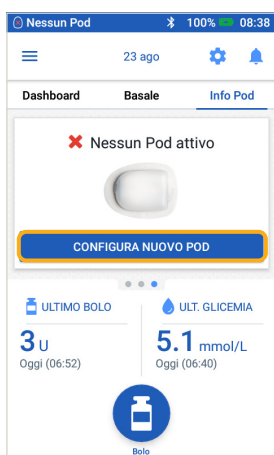 Nessun Pod 100% 08:38
23 ago
Dashboard Basale Info Pod
Nessun Pod attivo
CONFIGURA NUOVO POD
ULTIMO BOLO ULT. GLICEMIA
3 U 5.1 mmol/L
Oggi (06:52) Oggi (06:40)
Bolo